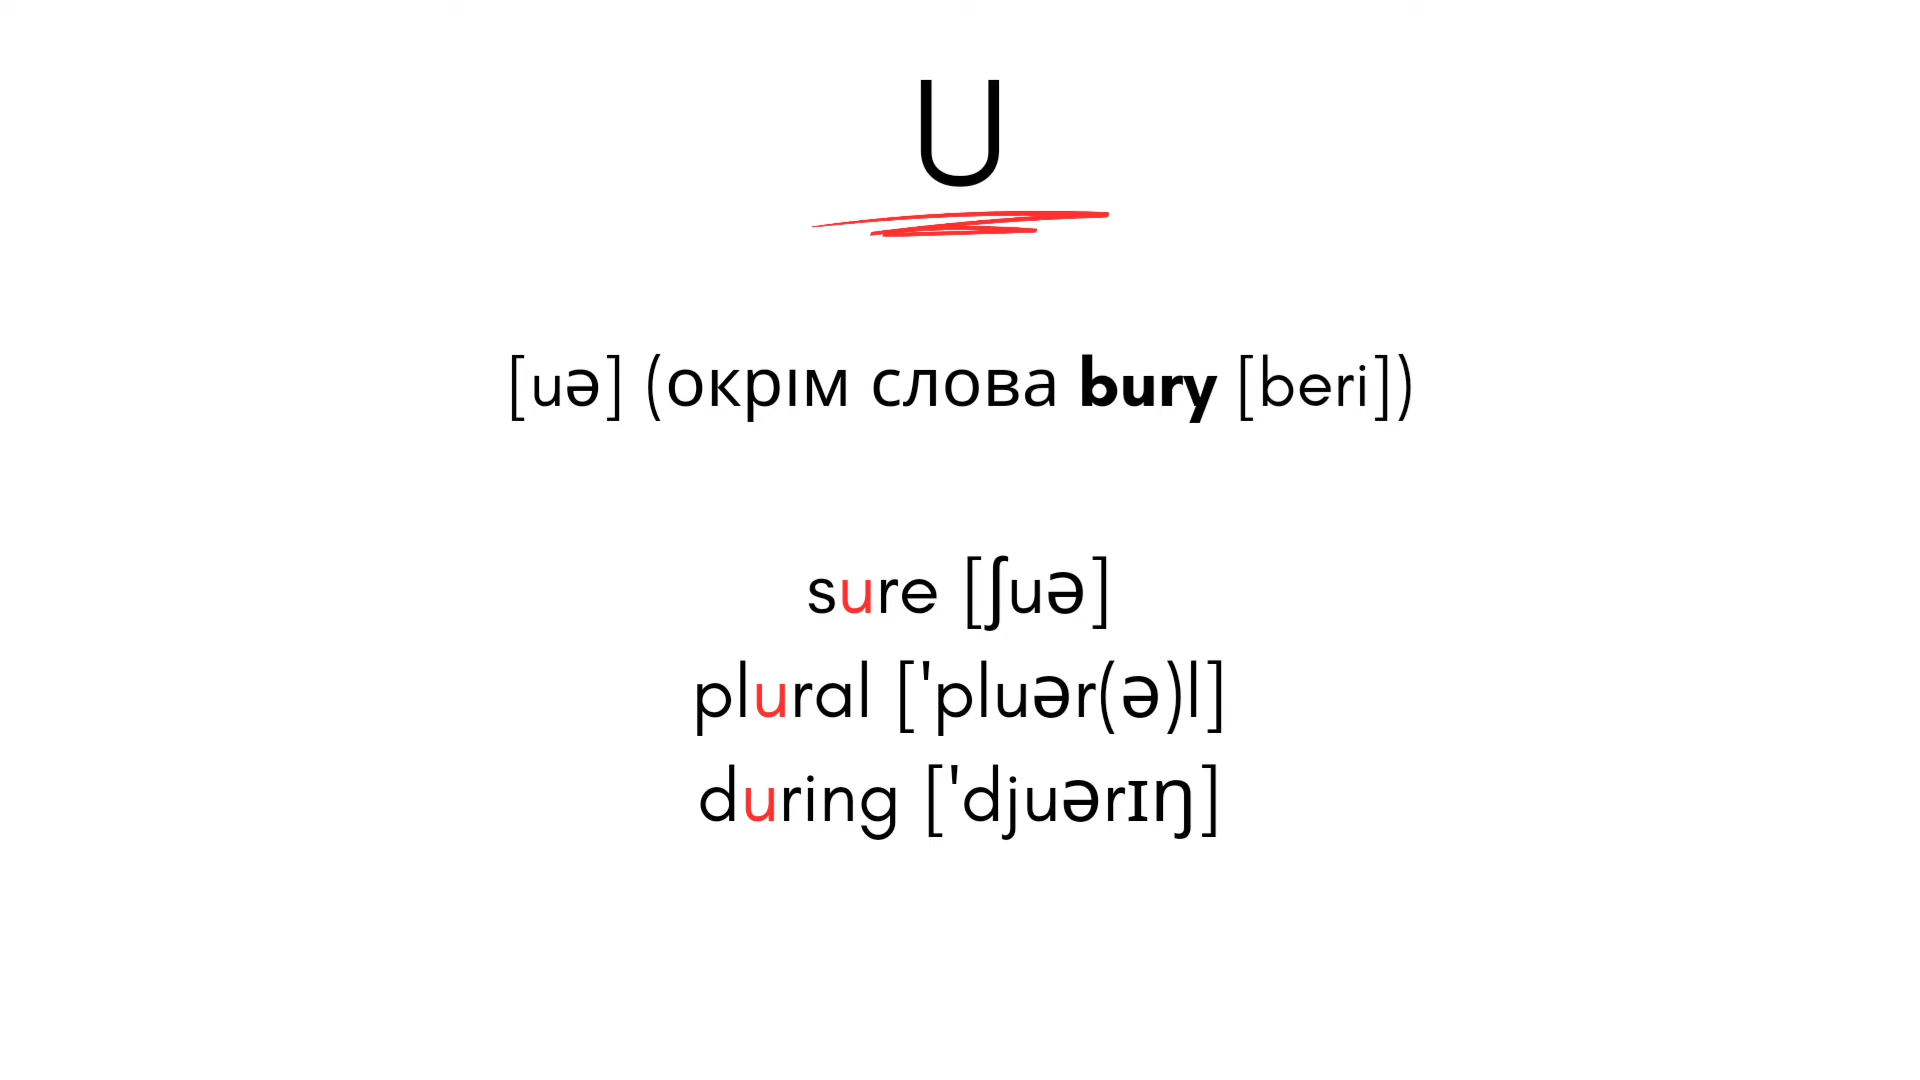 U
[uə] (окрім слова bury [beri])
sure [ʃuə]
plural ['pluər(ə)l]
during ['djuərɪŋ]